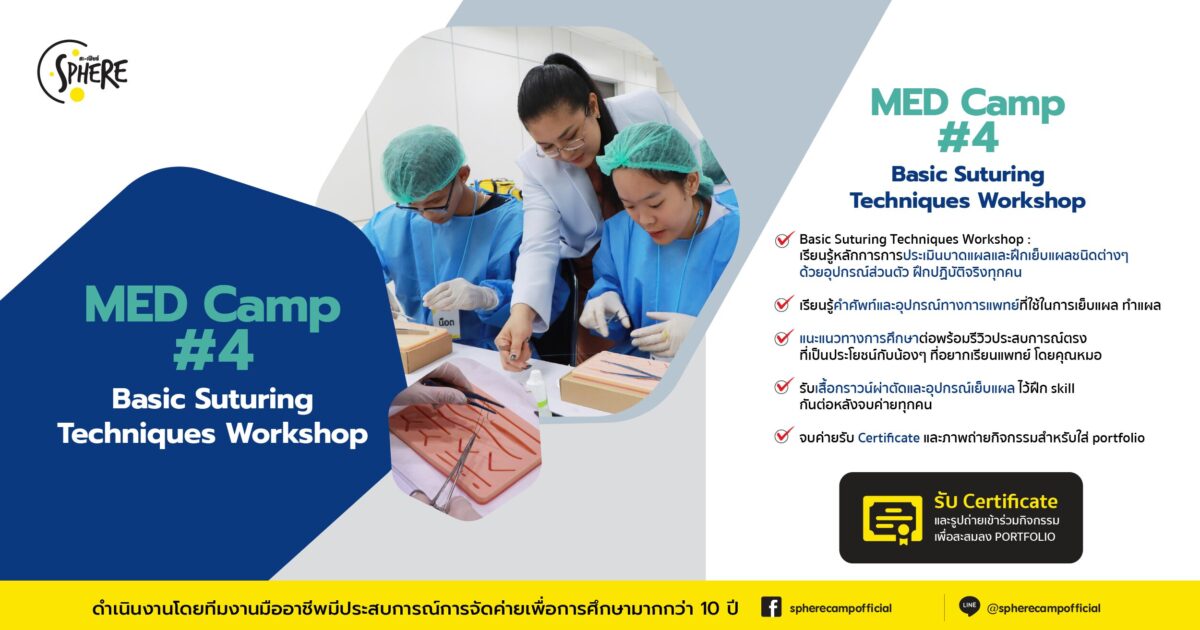 สะ-เฟียร์
SPHERE
MED Camp
#4
Basic Suturing
Techniques Workshop
น็อต
MED Camp
#4
Basic Suturing
Techniques Workshop
Basic Suturing Techniques Workshop :
เรียนรู้หลักการการประเมินบาดแผลและฝึกเย็บแผลชนิดต่างๆ
ด้วยอุปกรณ์ส่วนตัว ฝึกปฏิบัติจริงทุกคน
เรียนรู้คำศัพท์และอุปกรณ์ทางการแพทย์ที่ใช้ในการเย็บแผล ทำแผล
แนะแนวทางการศึกษาต่อพร้อมรีวิวประสบการณ์ตรง
ที่เป็นประโยชน์กับน้องๆ ที่อยากเรียนแพทย์ โดยคุณหมอ
รับเสื้อกราวน์ผ่าตัดและอุปกรณ์เย็บแผล ไว้ฝึก skill
กันต่อหลังจบค่ายทุกคน
จบค่ายรับ Certificate และภาพถ่ายกิจกรรมสำหรับใส่ portfolio
รับ Certificate
และรูปถ่ายเข้าร่วมกิจกรรม
เพื่อสะสมลง PORTFOLIO
ดำเนินงานโดยทีมงานมืออาชีพมีประสบการณ์การจัดค่ายเพื่อการศึกษามากกว่า 10 ปี
spherecampofficial
LINE
@spherecampofficial